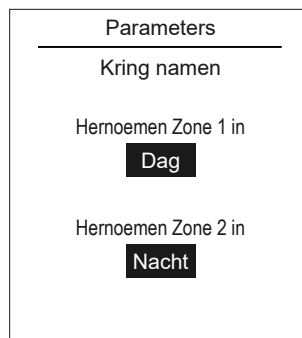 Parameters
Kring namen
Hernoemen Zone 1 in
Dag
Hernoemen Zone 2 in
Nacht